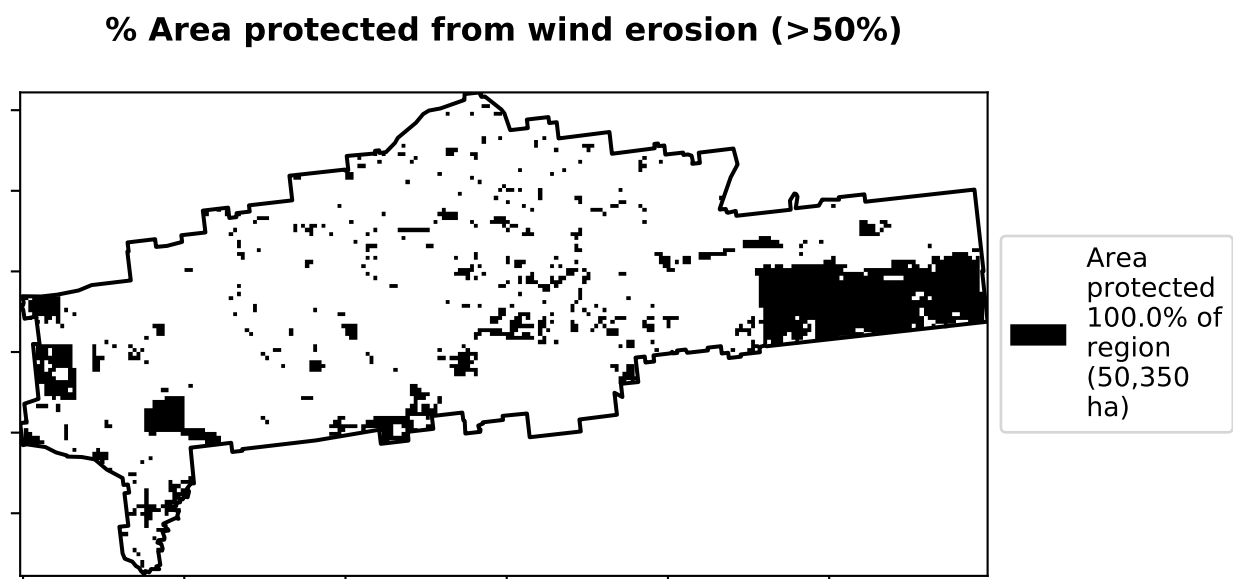 % Area protected from wind erosion (>50%)
Area
protected
100.0% of
region
(50,350
ha)